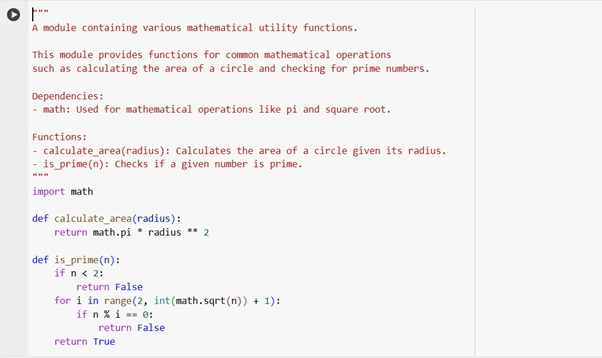 """
A module containing various mathematical utility functions.

This module provides functions for common mathematical operations
such as calculating the area of a circle and checking for prime numbers.

Dependencies:
- math: Used for mathematical operations like pi and square root.

Functions:
- calculate_area(radius): Calculates the area of a circle given its radius.
- is_prime(n): Checks if a given number is prime.
"""
import math

def calculate_area(radius):
    return math.pi * radius ** 2

def is_prime(n):
    if n < 2:
        return False
    for i in range(2, int(math.sqrt(n)) + 1):
        if n % i == 0:
            return False
    return True